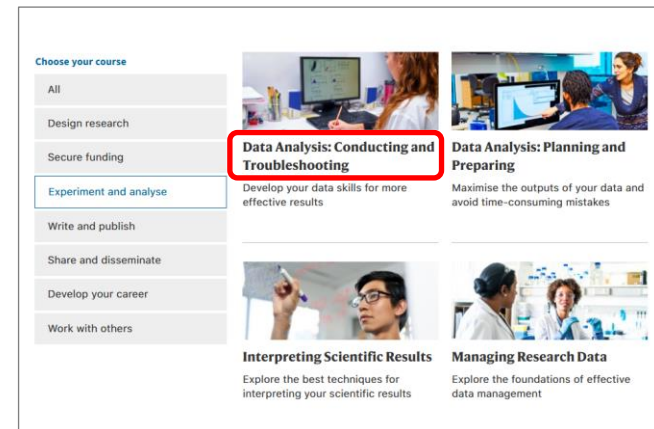 Choose your course
All
Design research
Secure funding
Experiment and analyse
Write and publish
Share and disseminate
Develop your career
Work with others
Data Analysis: Conducting and
Troubleshooting
Develop your data skills for more
effective results
Data Analysis: Planning and
Preparing
Maximise the outputs of your data and
avoid time-consuming mistakes
Interpreting Scientific Results
Explore the best techniques for
interpreting your scientific results
Managing Research Data
Explore the foundations of effective
data management